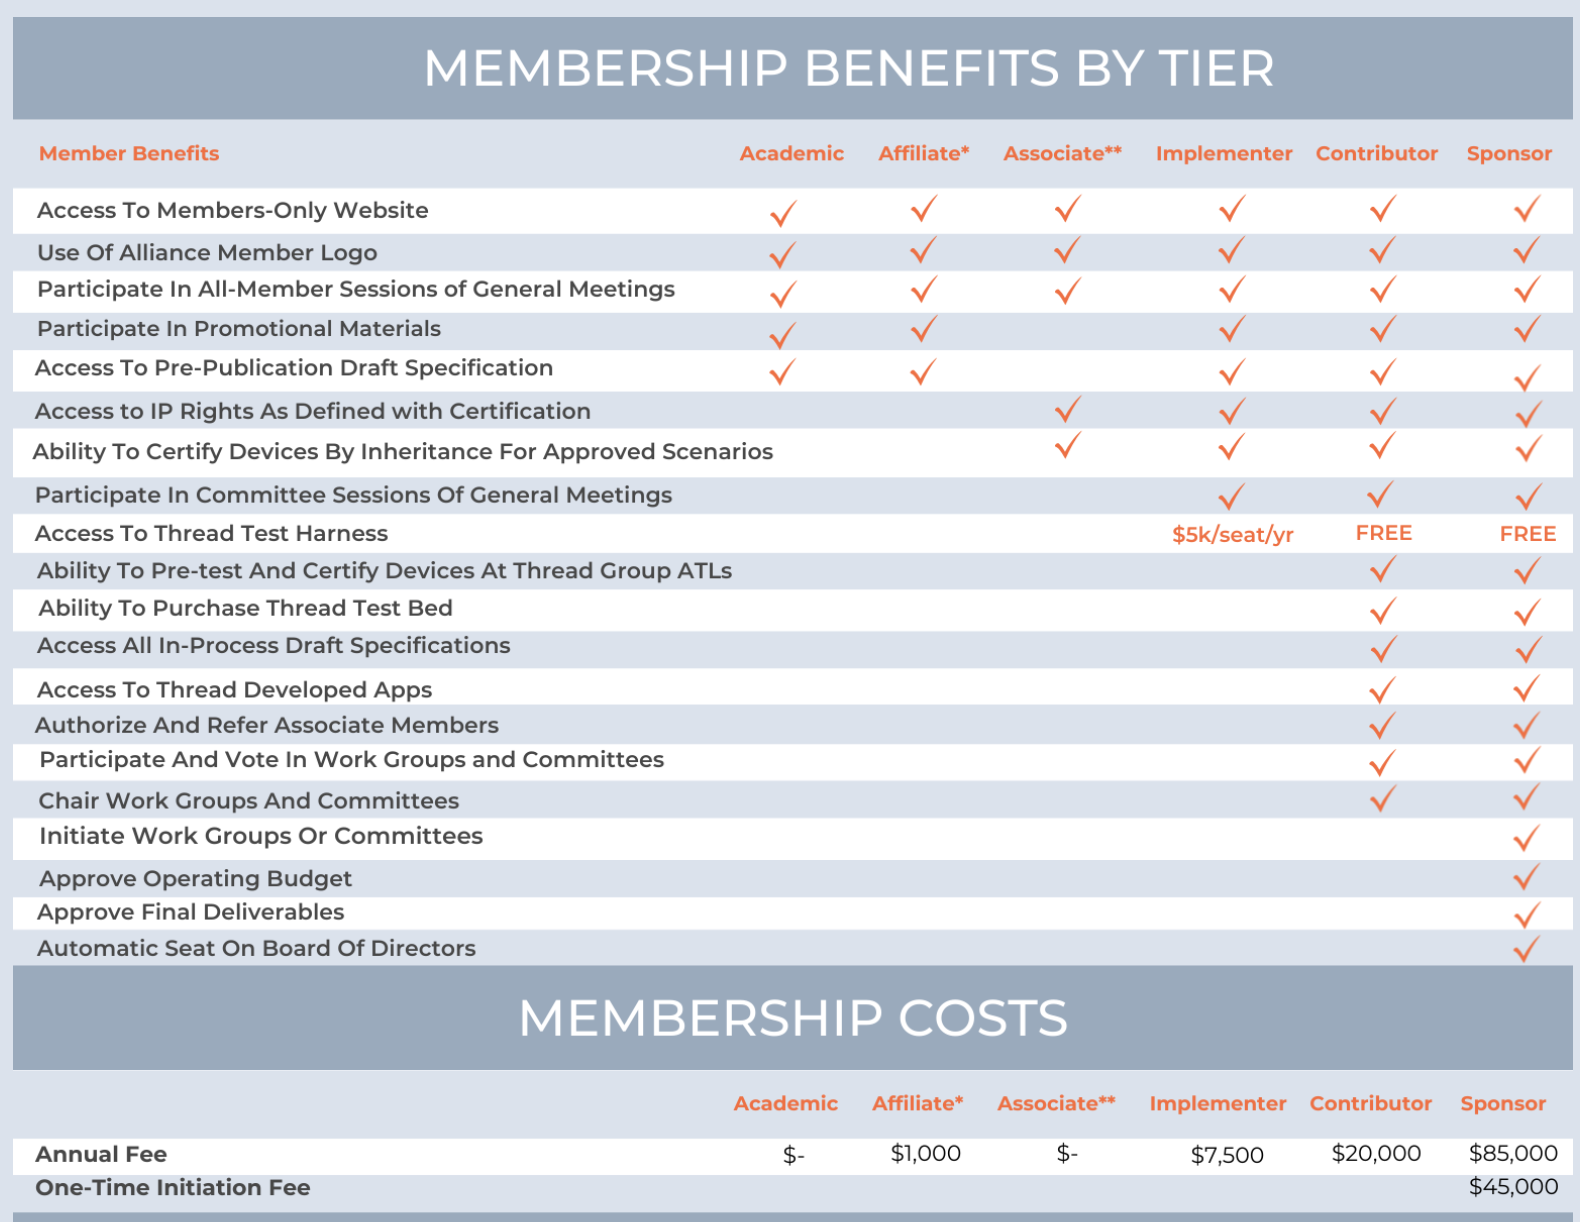 MEMBERSHIP BENEFITS BY TIER
Member Benefits Academic Affiliate* Associate** Implementer Contributor Sponsor
Access To Members-Only Website ✓ ✓ ✓ ✓ ✓ ✓
Use Of Alliance Member Logo ✓ ✓ ✓ ✓ ✓ ✓
Participate In All-Member Sessions of General Meetings ✓ ✓ ✓ ✓ ✓ ✓
Participate In Promotional Materials ✓ ✓ ✓ ✓ ✓
Access To Pre-Publication Draft Specification ✓ ✓ ✓ ✓ ✓
Access to IP Rights As Defined with Certification ✓ ✓ ✓ ✓
Ability To Certify Devices By Inheritance For Approved Scenarios ✓ ✓ ✓ ✓
Participate In Committee Sessions Of General Meetings ✓ ✓ ✓
Access To Thread Test Harness $5k/seat/yr FREE FREE
Ability To Pre-test And Certify Devices At Thread Group ATLs ✓ ✓
Ability To Purchase Thread Test Bed ✓ ✓
Access All In-Process Draft Specifications ✓ ✓
Access To Thread Developed Apps ✓ ✓
Authorize And Refer Associate Members ✓ ✓
Participate And Vote In Work Groups and Committees ✓ ✓
Chair Work Groups And Committees ✓ ✓
Initiate Work Groups Or Committees ✓
Approve Operating Budget ✓
Approve Final Deliverables ✓
Automatic Seat On Board Of Directors ✓
MEMBERSHIP COSTS
Academic Affiliate* Associate** Implementer Contributor Sponsor
Annual Fee $- $1,000 $- $7,500 $20,000 $85,000
One-Time Initiation Fee $45,000